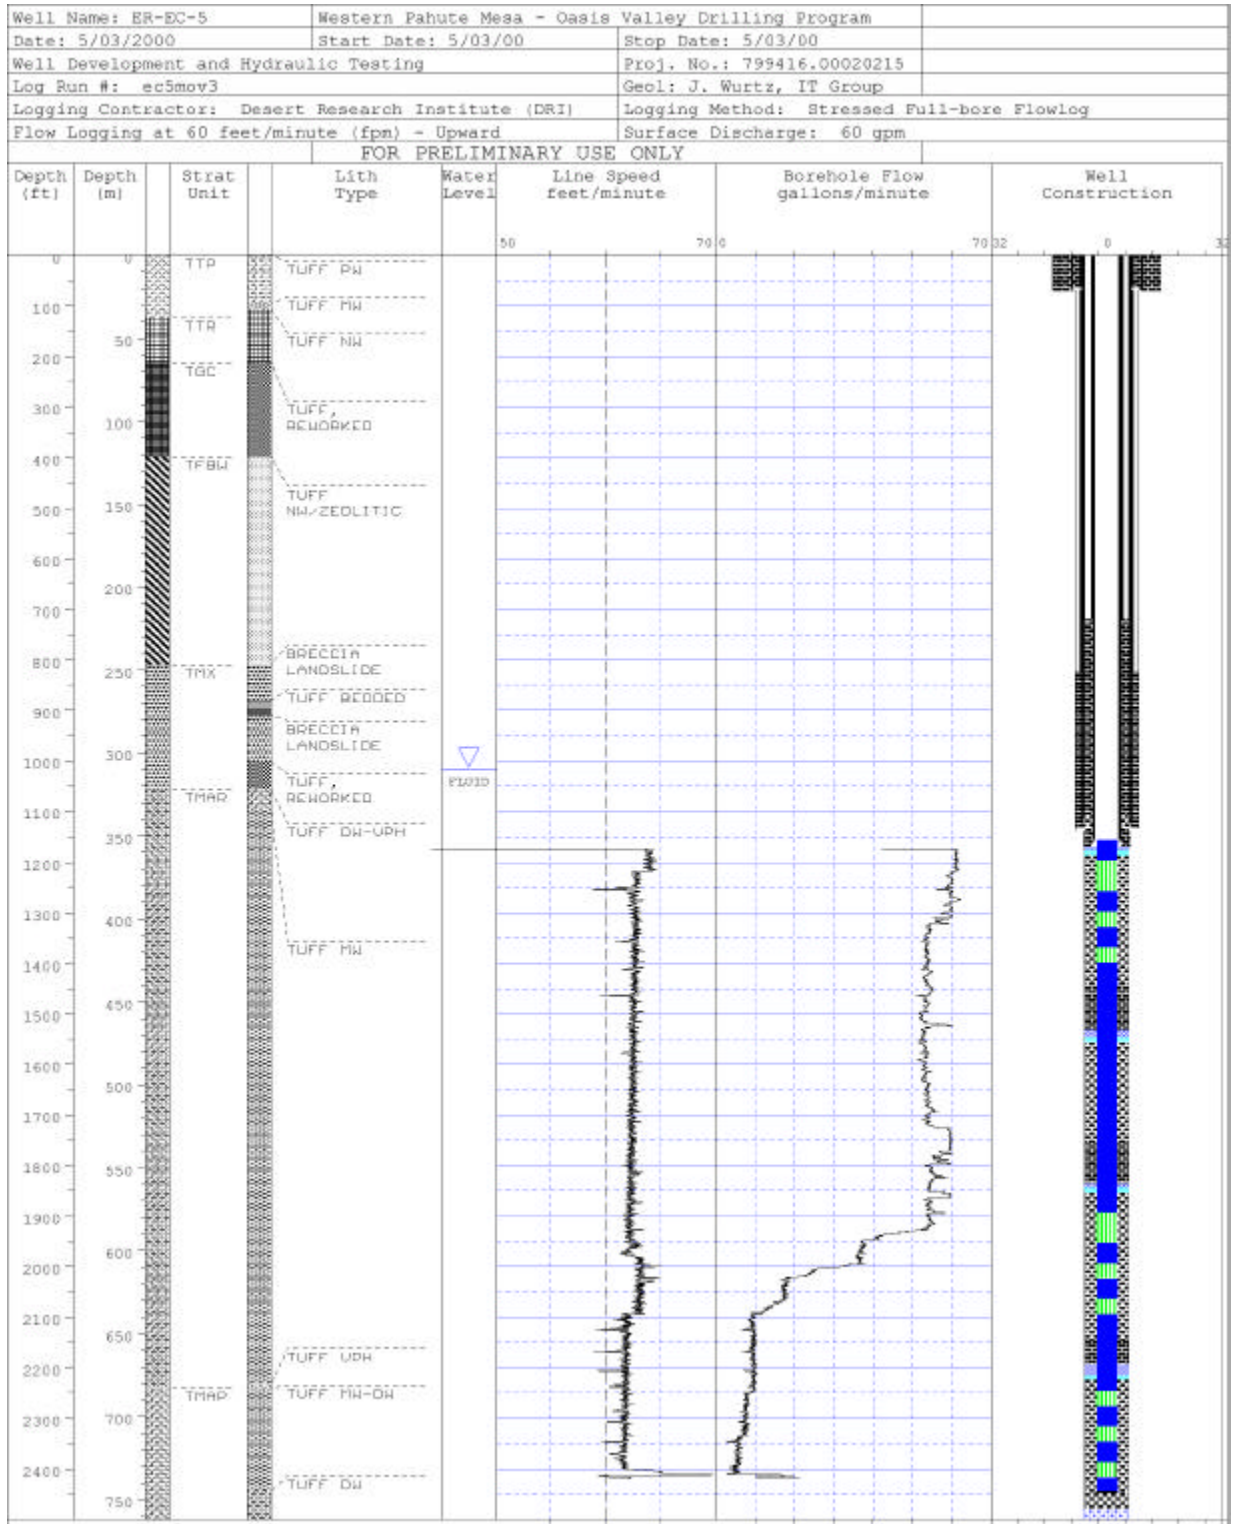 Well Name: ER-EC-5 Western Pahute Mesa - Oasis Valley Drilling Program
Date: 5/03/2000 Start Date: 5/03/00 Stop Date: 5/03/00
Well Development and Hydraulic Testing Proj. No.: 799416.00020215
Log Run #: ec5mov3 Geol: J. Wurtz, IT Group
Logging Contractor: Desert Research Institute (DRI) Logging Method: Stressed Full-bore Flowlog
Flow Logging at 60 feet/minute (fpm) - Upward Surface Discharge: 60 gpm
FOR PRELIMINARY USE ONLY
Depth Depth Strat Lith Water Line Speed Borehole Flow Well
(ft) (m) Unit Type Level feet/minute gallons/minute Construction
50 70 0 70 32 0 32
0 0 TTP TUFF PW
100 TUFF MW
TTR
50 TUFF NW
200
TGC
300 TUFF,
100 REWORKED
400 TFBW
TUFF
500 150 NW/ZEOLITIC
600
200
700
800 BRECCIA
250 TMX LANDSLIDE
TUFF BEDDED
900
BRECCIA
300 LANDSLIDE
1000
TUFF, FLUID
TMAR REWORKED
1100
350 TUFF DW-VPH
1200
1300 400
TUFF MW
1400
450
1500
1600 500
1700
1800 550
1900
600
2000
2100
650
TUFF VPH
2200
TMAP TUFF MW-DW
2300 700
2400
TUFF DW
750